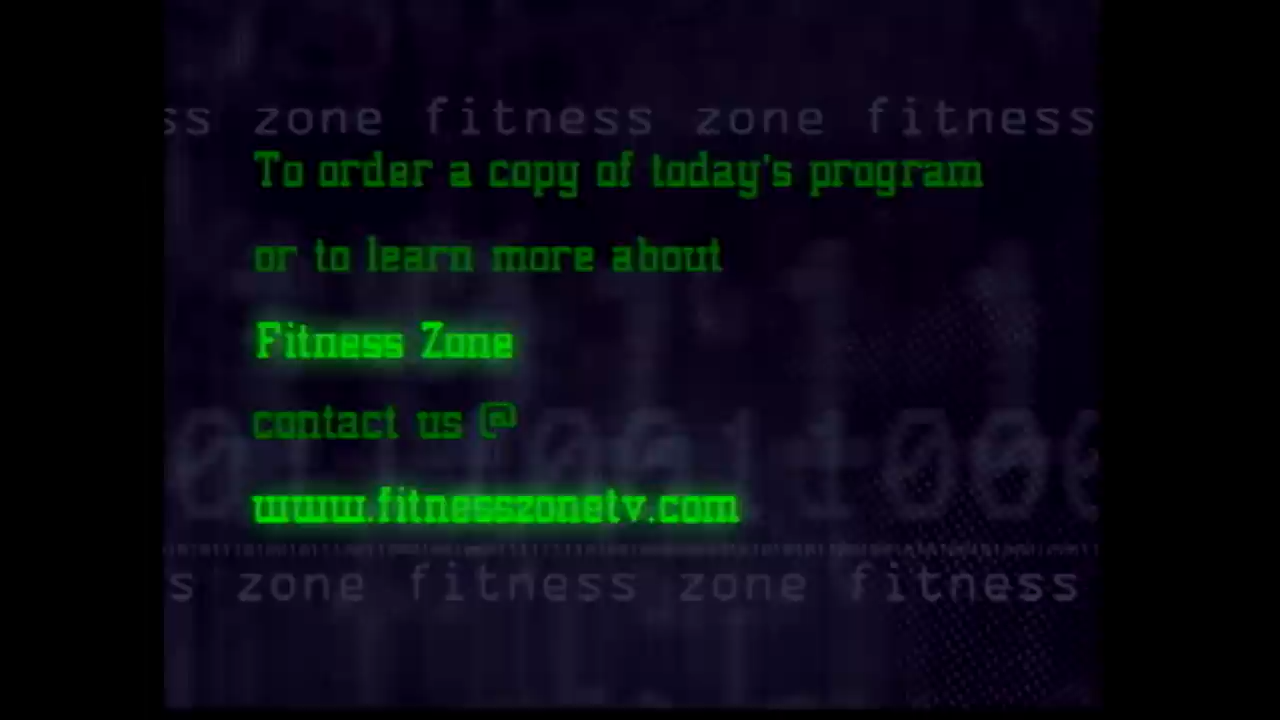 ss zone fitness zone fitness
To order a copy of today's program
or to learn more about
Fitness Zone
contact us @
www.fitnesszonetv.com
s zone fitness zone fitness